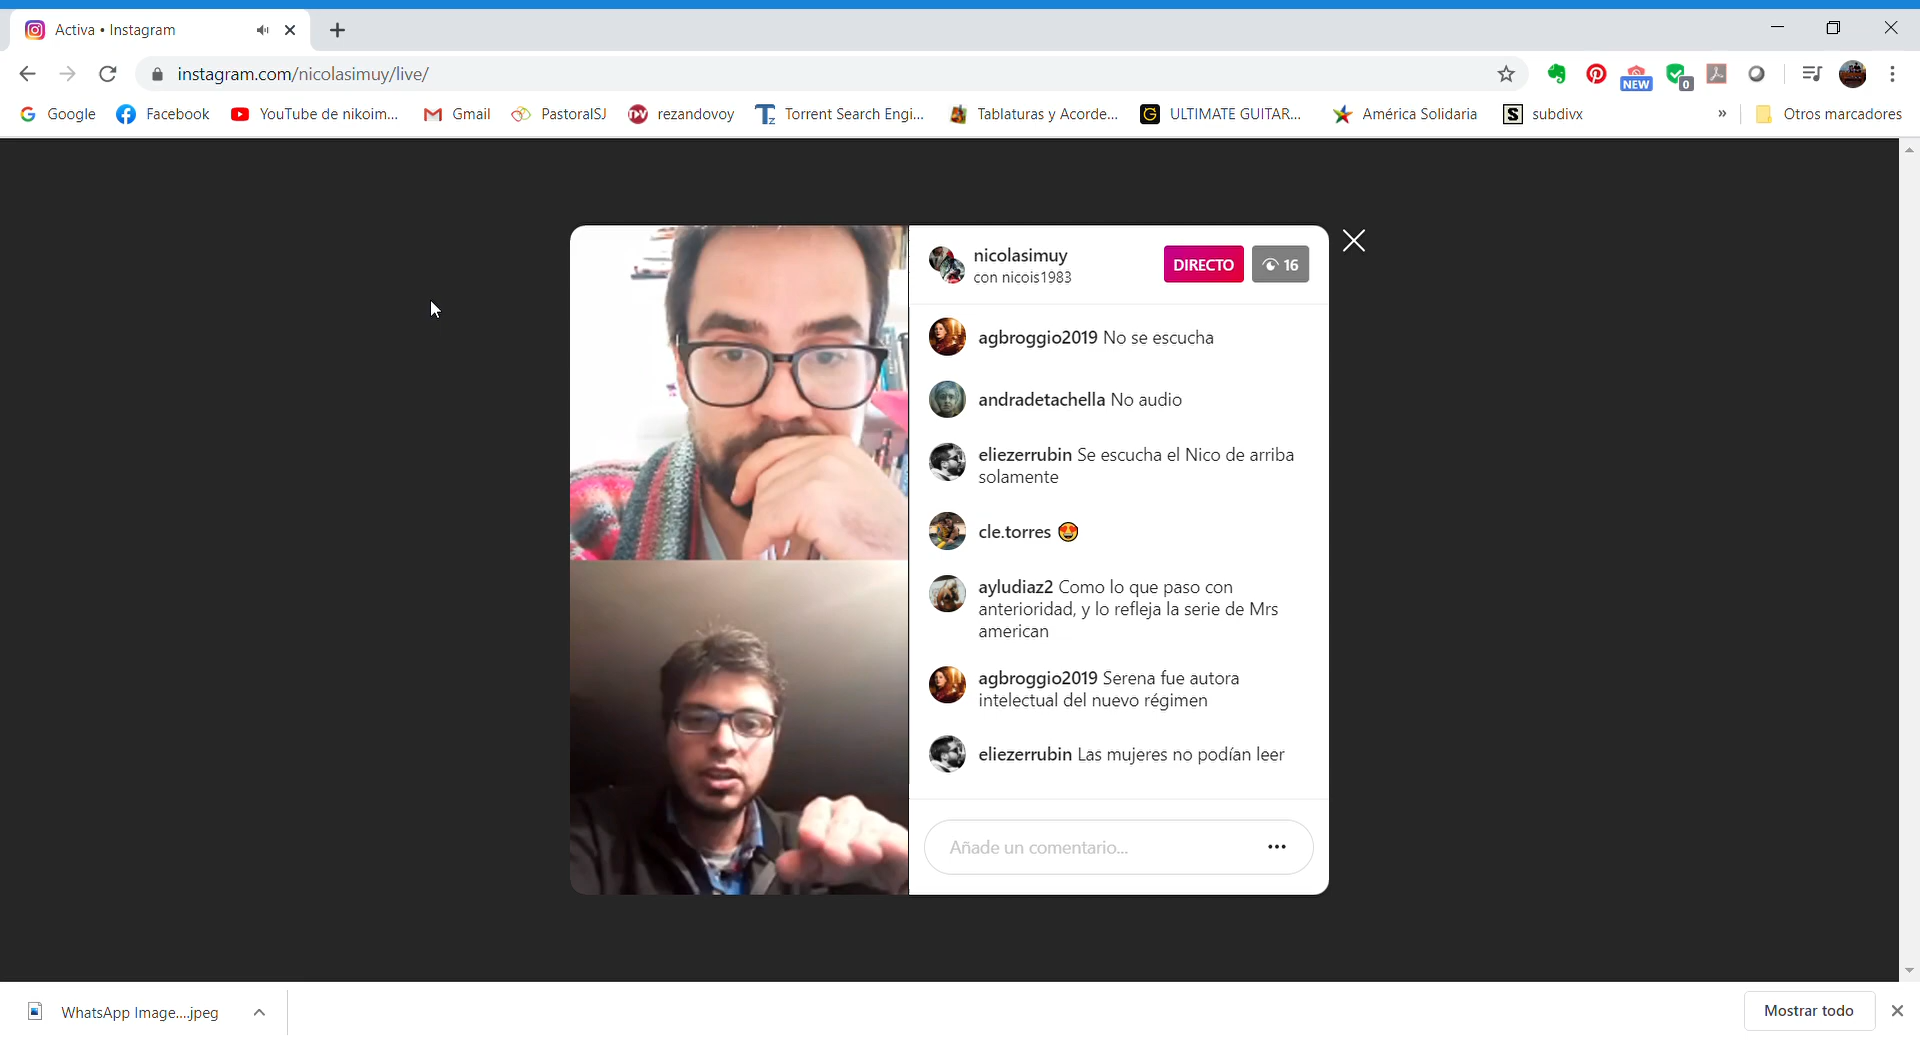 Activa • Instagram
instagram.com/nicolasimuy/live/
NEW
0
Google
Facebook
YouTube de nikoim...
Gmail
PastoralSJ
rezandovoy
Torrent Search Engi...
Tablaturas y Acorde...
ULTIMATE GUITAR...
América Solidaria
subdivx
»
Otros marcadores
nicolasimuy
con nicois1983
DIRECTO
16
agbroggio2019 No se escucha
andradetachella No audio
eliezerrubin Se escucha el Nico de arriba
solamente
cle.torres 😍
ayludiaz2 Como lo que paso con
anterioridad, y lo refleja la serie de Mrs
american
agbroggio2019 Serena fue autora
intelectual del nuevo régimen
eliezerrubin Las mujeres no podían leer
Añade un comentario...
WhatsApp Image....jpeg
Mostrar todo